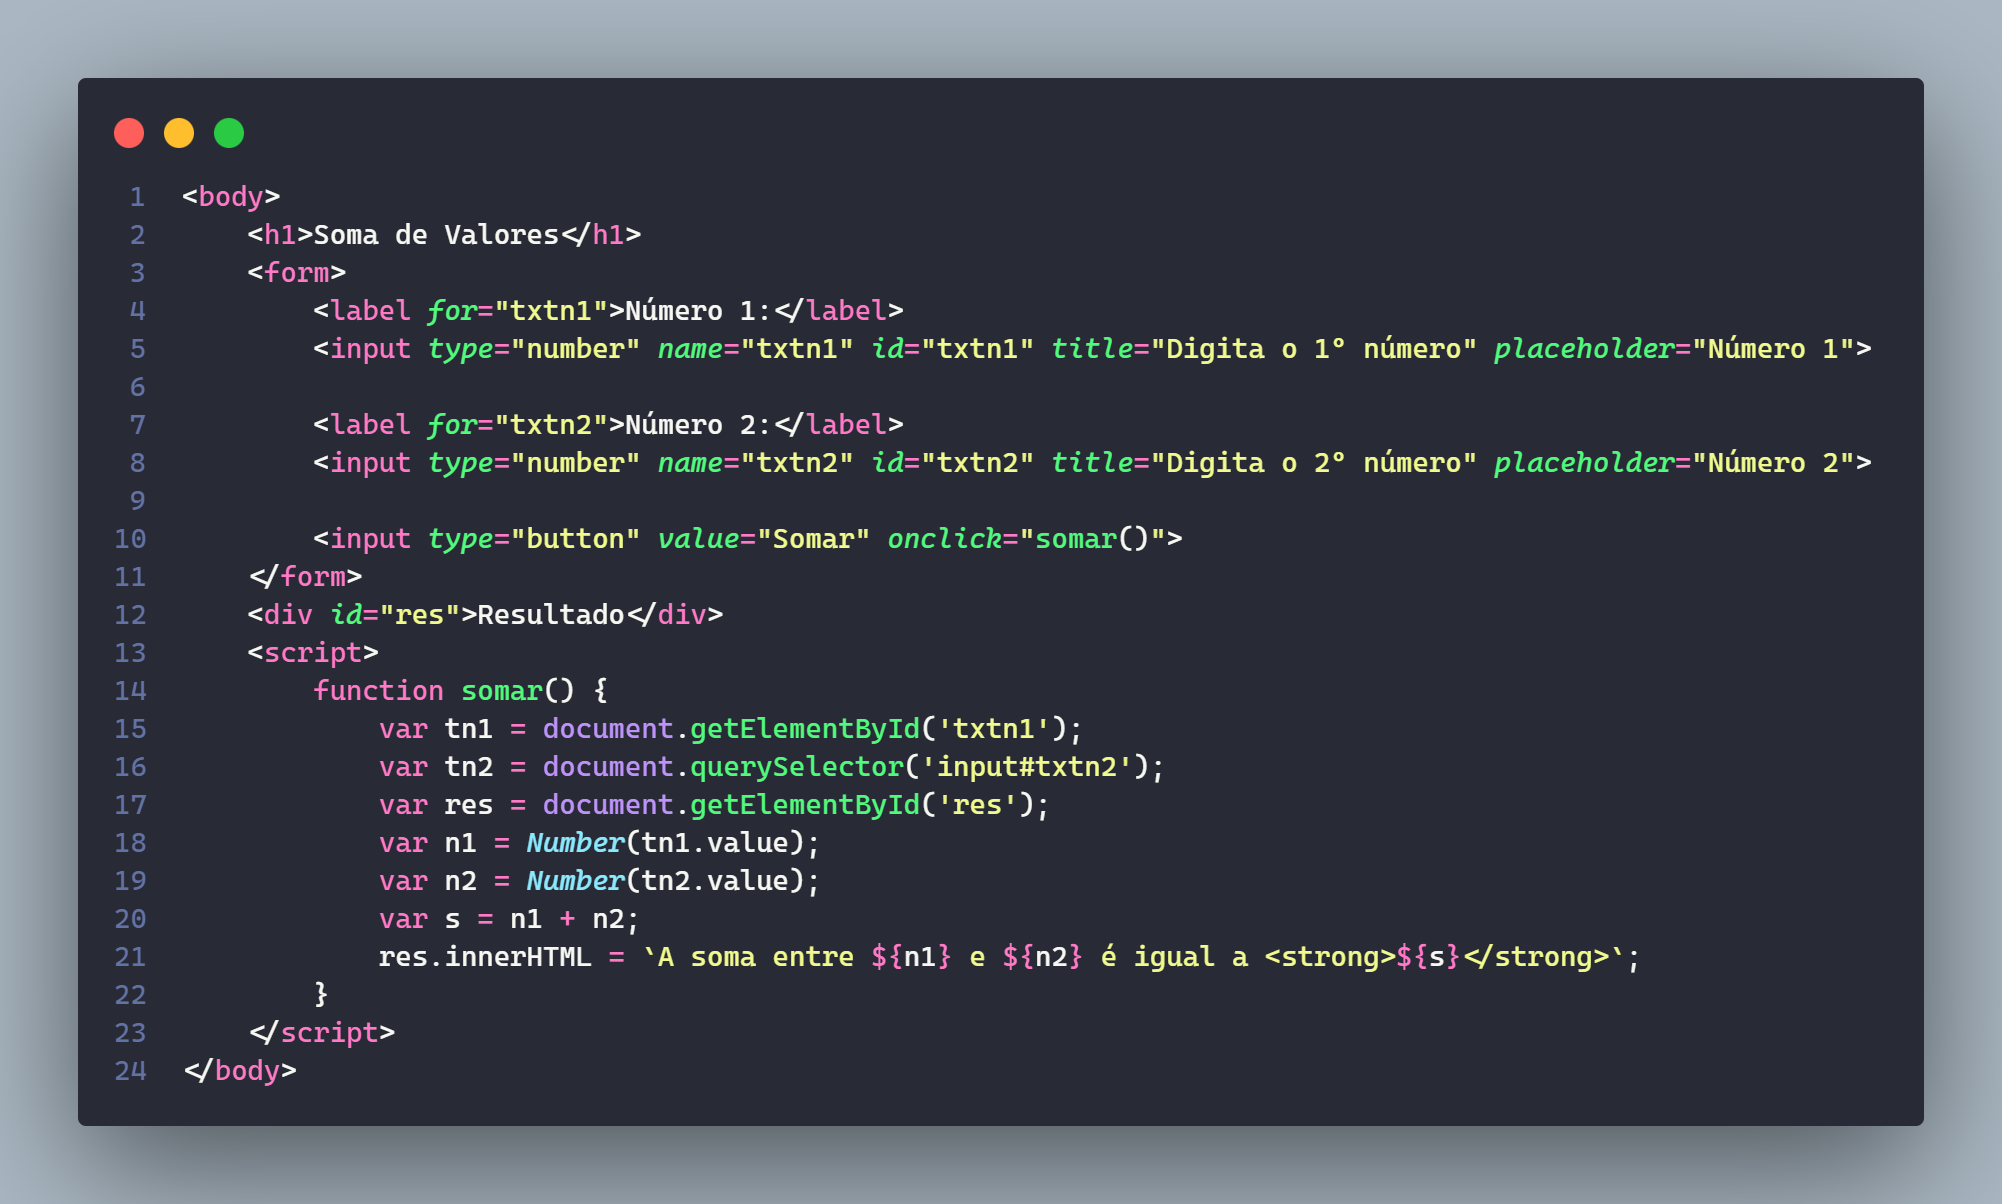 1 <body>
2     <h1>Soma de Valores</h1>
3     <form>
4         <label for="txtn1">Número 1:</label>
5         <input type="number" name="txtn1" id="txtn1" title="Digita o 1º número" placeholder="Número 1">
6
7         <label for="txtn2">Número 2:</label>
8         <input type="number" name="txtn2" id="txtn2" title="Digita o 2º número" placeholder="Número 2">
9
10         <input type="button" value="Somar" onclick="somar()">
11     </form>
12     <div id="res">Resultado</div>
13     <script>
14         function somar() {
15             var tn1 = document.getElementById('txtn1');
16             var tn2 = document.querySelector('input#txtn2');
17             var res = document.getElementById('res');
18             var n1 = Number(tn1.value);
19             var n2 = Number(tn2.value);
20             var s = n1 + n2;
21             res.innerHTML = `A soma entre ${n1} e ${n2} é igual a <strong>${s}</strong>`;
22         }
23     </script>
24 </body>